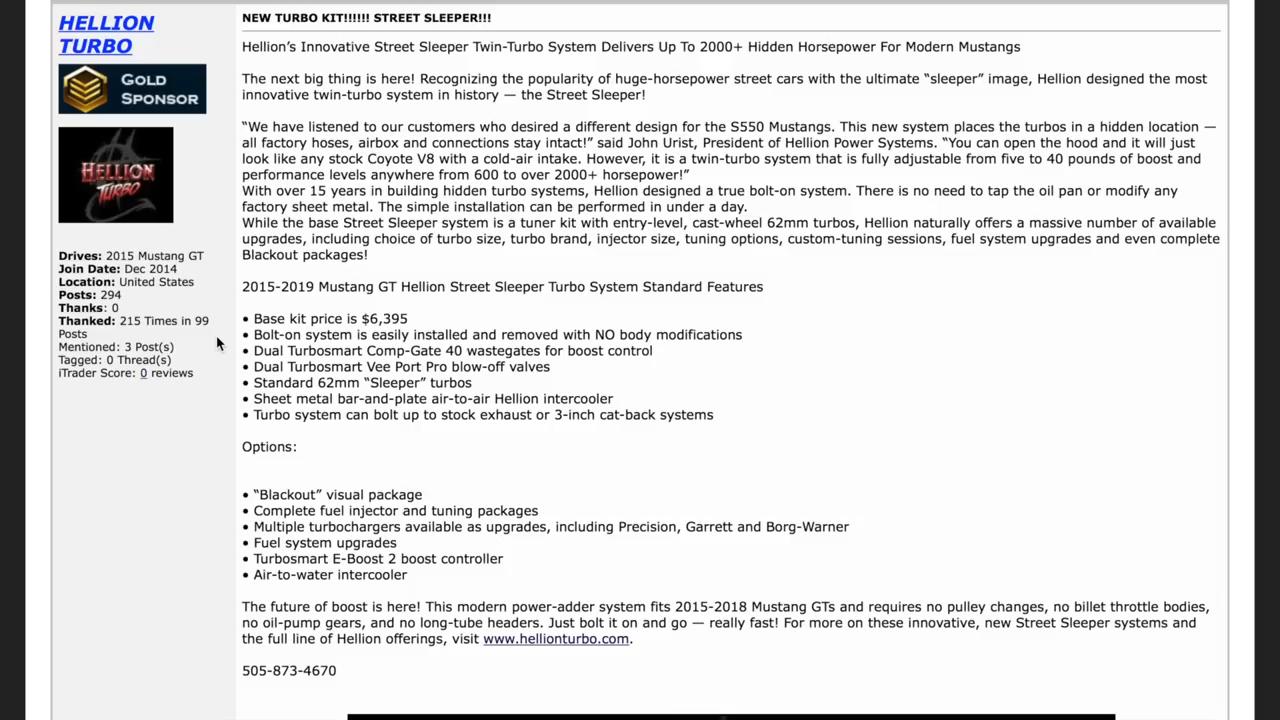 HELLION
TURBO
GOLD
SPONSOR
HELLION
TURBO
Drives: 2015 Mustang GT
Join Date: Dec 2014
Location: United States
Posts: 294
Thanks: 0
Thanked: 215 Times in 99
Posts
Mentioned: 3 Post(s)
Tagged: 0 Thread(s)
iTrader Score: 0 reviews
NEW TURBO KIT!!!!!! STREET SLEEPER!!!
Hellion’s Innovative Street Sleeper Twin-Turbo System Delivers Up To 2000+ Hidden Horsepower For Modern Mustangs
The next big thing is here! Recognizing the popularity of huge-horsepower street cars with the ultimate “sleeper” image, Hellion designed the most
innovative twin-turbo system in history — the Street Sleeper!
“We have listened to our customers who desired a different design for the S550 Mustangs. This new system places the turbos in a hidden location —
all factory hoses, airbox and connections stay intact!” said John Urist, President of Hellion Power Systems. “You can open the hood and it will just
look like any stock Coyote V8 with a cold-air intake. However, it is a twin-turbo system that is fully adjustable from five to 40 pounds of boost and
performance levels anywhere from 600 to over 2000+ horsepower!”
With over 15 years in building hidden turbo systems, Hellion designed a true bolt-on system. There is no need to tap the oil pan or modify any
factory sheet metal. The simple installation can be performed in under a day.
While the base Street Sleeper system is a tuner kit with entry-level, cast-wheel 62mm turbos, Hellion naturally offers a massive number of available
upgrades, including choice of turbo size, turbo brand, injector size, tuning options, custom-tuning sessions, fuel system upgrades and even complete
Blackout packages!
2015-2019 Mustang GT Hellion Street Sleeper Turbo System Standard Features
• Base kit price is $6,395
• Bolt-on system is easily installed and removed with NO body modifications
• Dual Turbosmart Comp-Gate 40 wastegates for boost control
• Dual Turbosmart Vee Port Pro blow-off valves
• Standard 62mm “Sleeper” turbos
• Sheet metal bar-and-plate air-to-air Hellion intercooler
• Turbo system can bolt up to stock exhaust or 3-inch cat-back systems
Options:
• “Blackout” visual package
• Complete fuel injector and tuning packages
• Multiple turbochargers available as upgrades, including Precision, Garrett and Borg-Warner
• Fuel system upgrades
• Turbosmart E-Boost 2 boost controller
• Air-to-water intercooler
The future of boost is here! This modern power-adder system fits 2015-2018 Mustang GTs and requires no pulley changes, no billet throttle bodies,
no oil-pump gears, and no long-tube headers. Just bolt it on and go — really fast! For more on these innovative, new Street Sleeper systems and
the full line of Hellion offerings, visit www.hellionturbo.com.
505-873-4670